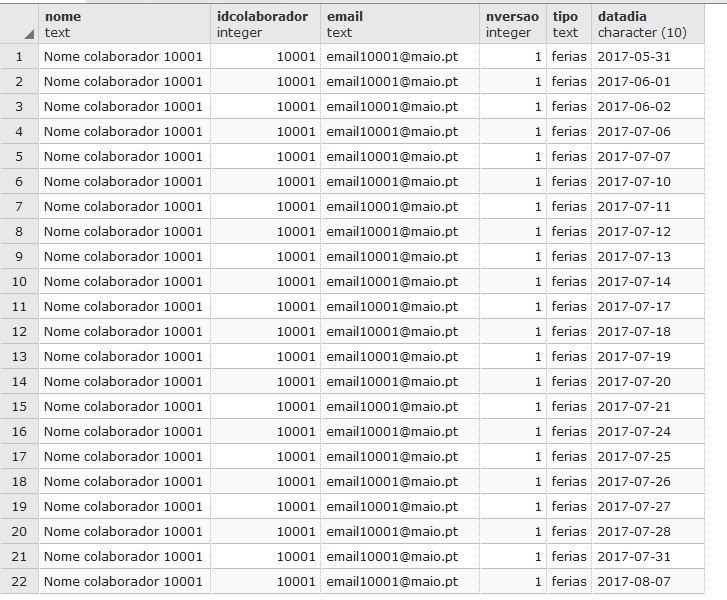 nome idcolaborador email nversao tipo datadia
text integer text integer text character (10)
1 Nome colaborador 10001 10001 email10001@maio.pt 1 ferias 2017-05-31
2 Nome colaborador 10001 10001 email10001@maio.pt 1 ferias 2017-06-01
3 Nome colaborador 10001 10001 email10001@maio.pt 1 ferias 2017-06-02
4 Nome colaborador 10001 10001 email10001@maio.pt 1 ferias 2017-07-06
5 Nome colaborador 10001 10001 email10001@maio.pt 1 ferias 2017-07-07
6 Nome colaborador 10001 10001 email10001@maio.pt 1 ferias 2017-07-10
7 Nome colaborador 10001 10001 email10001@maio.pt 1 ferias 2017-07-11
8 Nome colaborador 10001 10001 email10001@maio.pt 1 ferias 2017-07-12
9 Nome colaborador 10001 10001 email10001@maio.pt 1 ferias 2017-07-13
10 Nome colaborador 10001 10001 email10001@maio.pt 1 ferias 2017-07-14
11 Nome colaborador 10001 10001 email10001@maio.pt 1 ferias 2017-07-17
12 Nome colaborador 10001 10001 email10001@maio.pt 1 ferias 2017-07-18
13 Nome colaborador 10001 10001 email10001@maio.pt 1 ferias 2017-07-19
14 Nome colaborador 10001 10001 email10001@maio.pt 1 ferias 2017-07-20
15 Nome colaborador 10001 10001 email10001@maio.pt 1 ferias 2017-07-21
16 Nome colaborador 10001 10001 email10001@maio.pt 1 ferias 2017-07-24
17 Nome colaborador 10001 10001 email10001@maio.pt 1 ferias 2017-07-25
18 Nome colaborador 10001 10001 email10001@maio.pt 1 ferias 2017-07-26
19 Nome colaborador 10001 10001 email10001@maio.pt 1 ferias 2017-07-27
20 Nome colaborador 10001 10001 email10001@maio.pt 1 ferias 2017-07-28
21 Nome colaborador 10001 10001 email10001@maio.pt 1 ferias 2017-07-31
22 Nome colaborador 10001 10001 email10001@maio.pt 1 ferias 2017-08-07